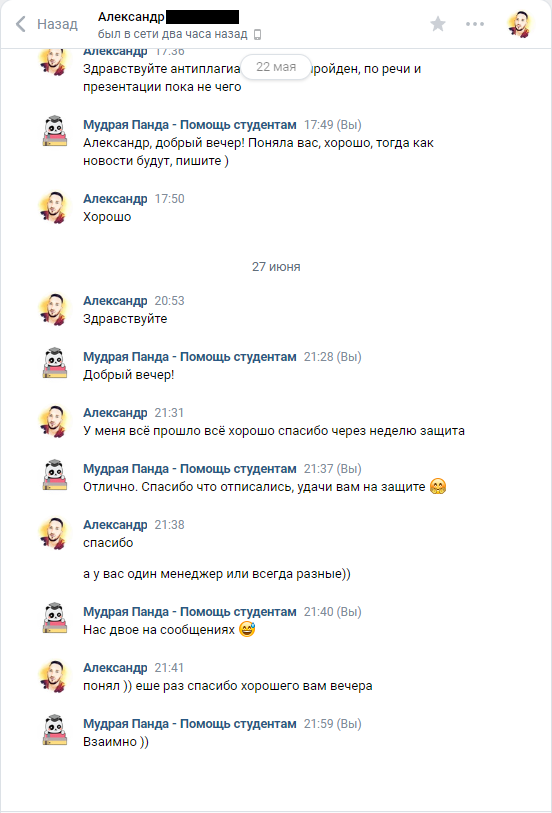 Назад
Александр
был в сети два часа назад
Александр 17:36
22 мая
Здравствуйте антиплагиа ройден, по речи и
презентации пока не чего
Мудрая Панда - Помощь студентам 17:49 (Вы)
Александр, добрый вечер! Поняла вас, хорошо, тогда как
новости будут, пишите )
Александр 17:50
Хорошо
27 июня
Александр 20:53
Здравствуйте
Мудрая Панда - Помощь студентам 21:28 (Вы)
Добрый вечер!
Александр 21:31
У меня всё прошло всё хорошо спасибо через неделю защита
Мудрая Панда - Помощь студентам 21:37 (Вы)
Отлично. Спасибо что отписались, удачи вам на защите 🤗
Александр 21:38
спасибо
а у вас один менеджер или всегда разные))
Мудрая Панда - Помощь студентам 21:40 (Вы)
Нас двое на сообщениях 😅
Александр 21:41
понял )) еше раз спасибо хорошего вам вечера
Мудрая Панда - Помощь студентам 21:59 (Вы)
Взаимно ))